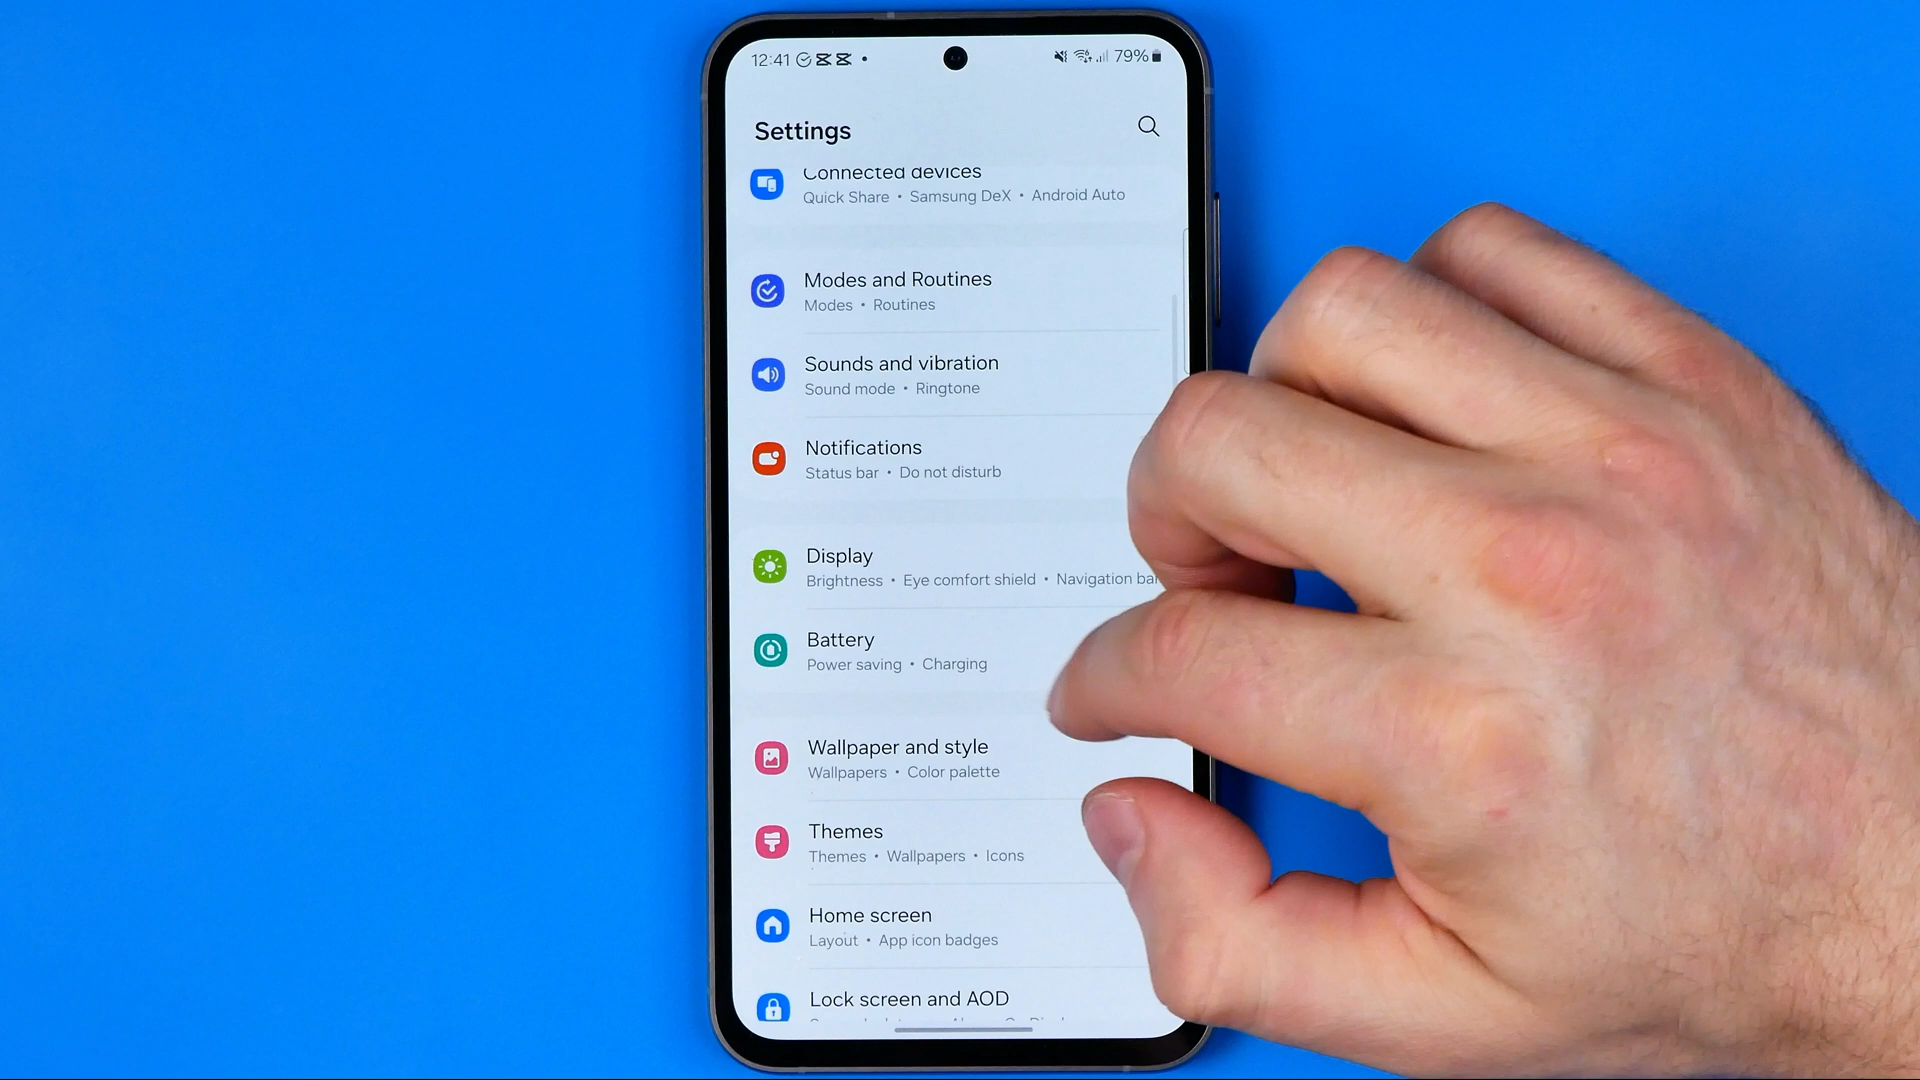 12:41 79%
Settings
Connected devices
Quick Share • Samsung DeX • Android Auto
Modes and Routines
Modes • Routines
Sounds and vibration
Sound mode • Ringtone
Notifications
Status bar • Do not disturb
Display
Brightness • Eye comfort shield • Navigation bar
Battery
Power saving • Charging
Wallpaper and style
Wallpapers • Color palette
Themes
Themes • Wallpapers • Icons
Home screen
Layout • App icon badges
Lock screen and AOD